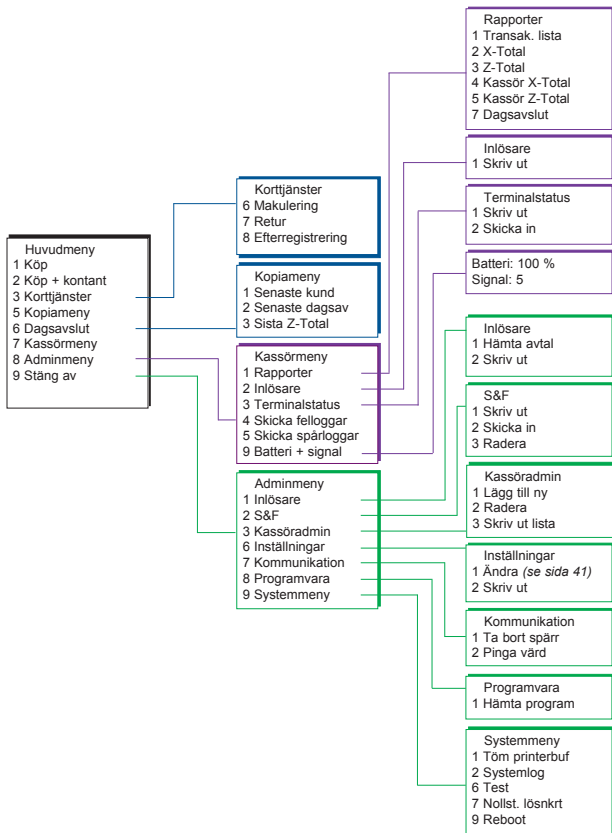 Huvudmeny
1 Köp
2 Köp + kontant
3 Korttjänster
5 Kopiameny
6 Dagsavslut
7 Kassörmeny
8 Adminmeny
9 Stäng av
Korttjänster
6 Makulering
7 Retur
8 Efterregistrering
Kopiameny
1 Senaste kund
2 Senaste dagsav
3 Sista Z-Total
Kassörmeny
1 Rapporter
2 Inlösare
3 Terminalstatus
4 Skicka felloggar
5 Skicka spårloggar
9 Batteri + signal
Adminmeny
1 Inlösare
2 S&F
3 Kassöradmin
6 Inställningar
7 Kommunikation
8 Programvara
9 Systemmeny
Rapporter
1 Transak. lista
2 X-Total
3 Z-Total
4 Kassör X-Total
5 Kassör Z-Total
7 Dagsavslut
Inlösare
1 Skriv ut
Terminalstatus
1 Skriv ut
2 Skicka in
Batteri: 100 %
Signal: 5
Inlösare
1 Hämta avtal
2 Skriv ut
S&F
1 Skriv ut
2 Skicka in
3 Radera
Kassöradmin
1 Lägg till ny
2 Radera
3 Skriv ut lista
Inställningar
1 Ändra (se sida 41)
2 Skriv ut
Kommunikation
1 Ta bort spärr
2 Pinga värd
Programvara
1 Hämta program
Systemmeny
1 Töm printerbuf
2 Systemlog
6 Test
7 Nollst. lösnkrt
9 Reboot